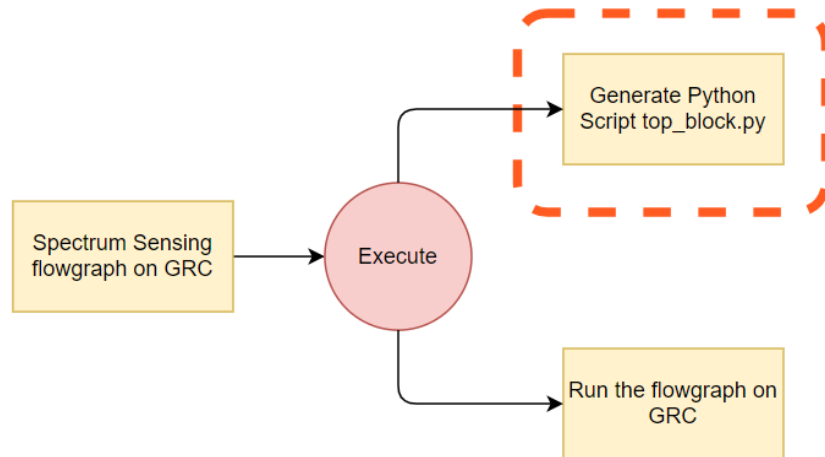 Spectrum Sensing
flowgraph on GRC
Execute
Generate Python
Script top_block.py
Run the flowgraph on
GRC